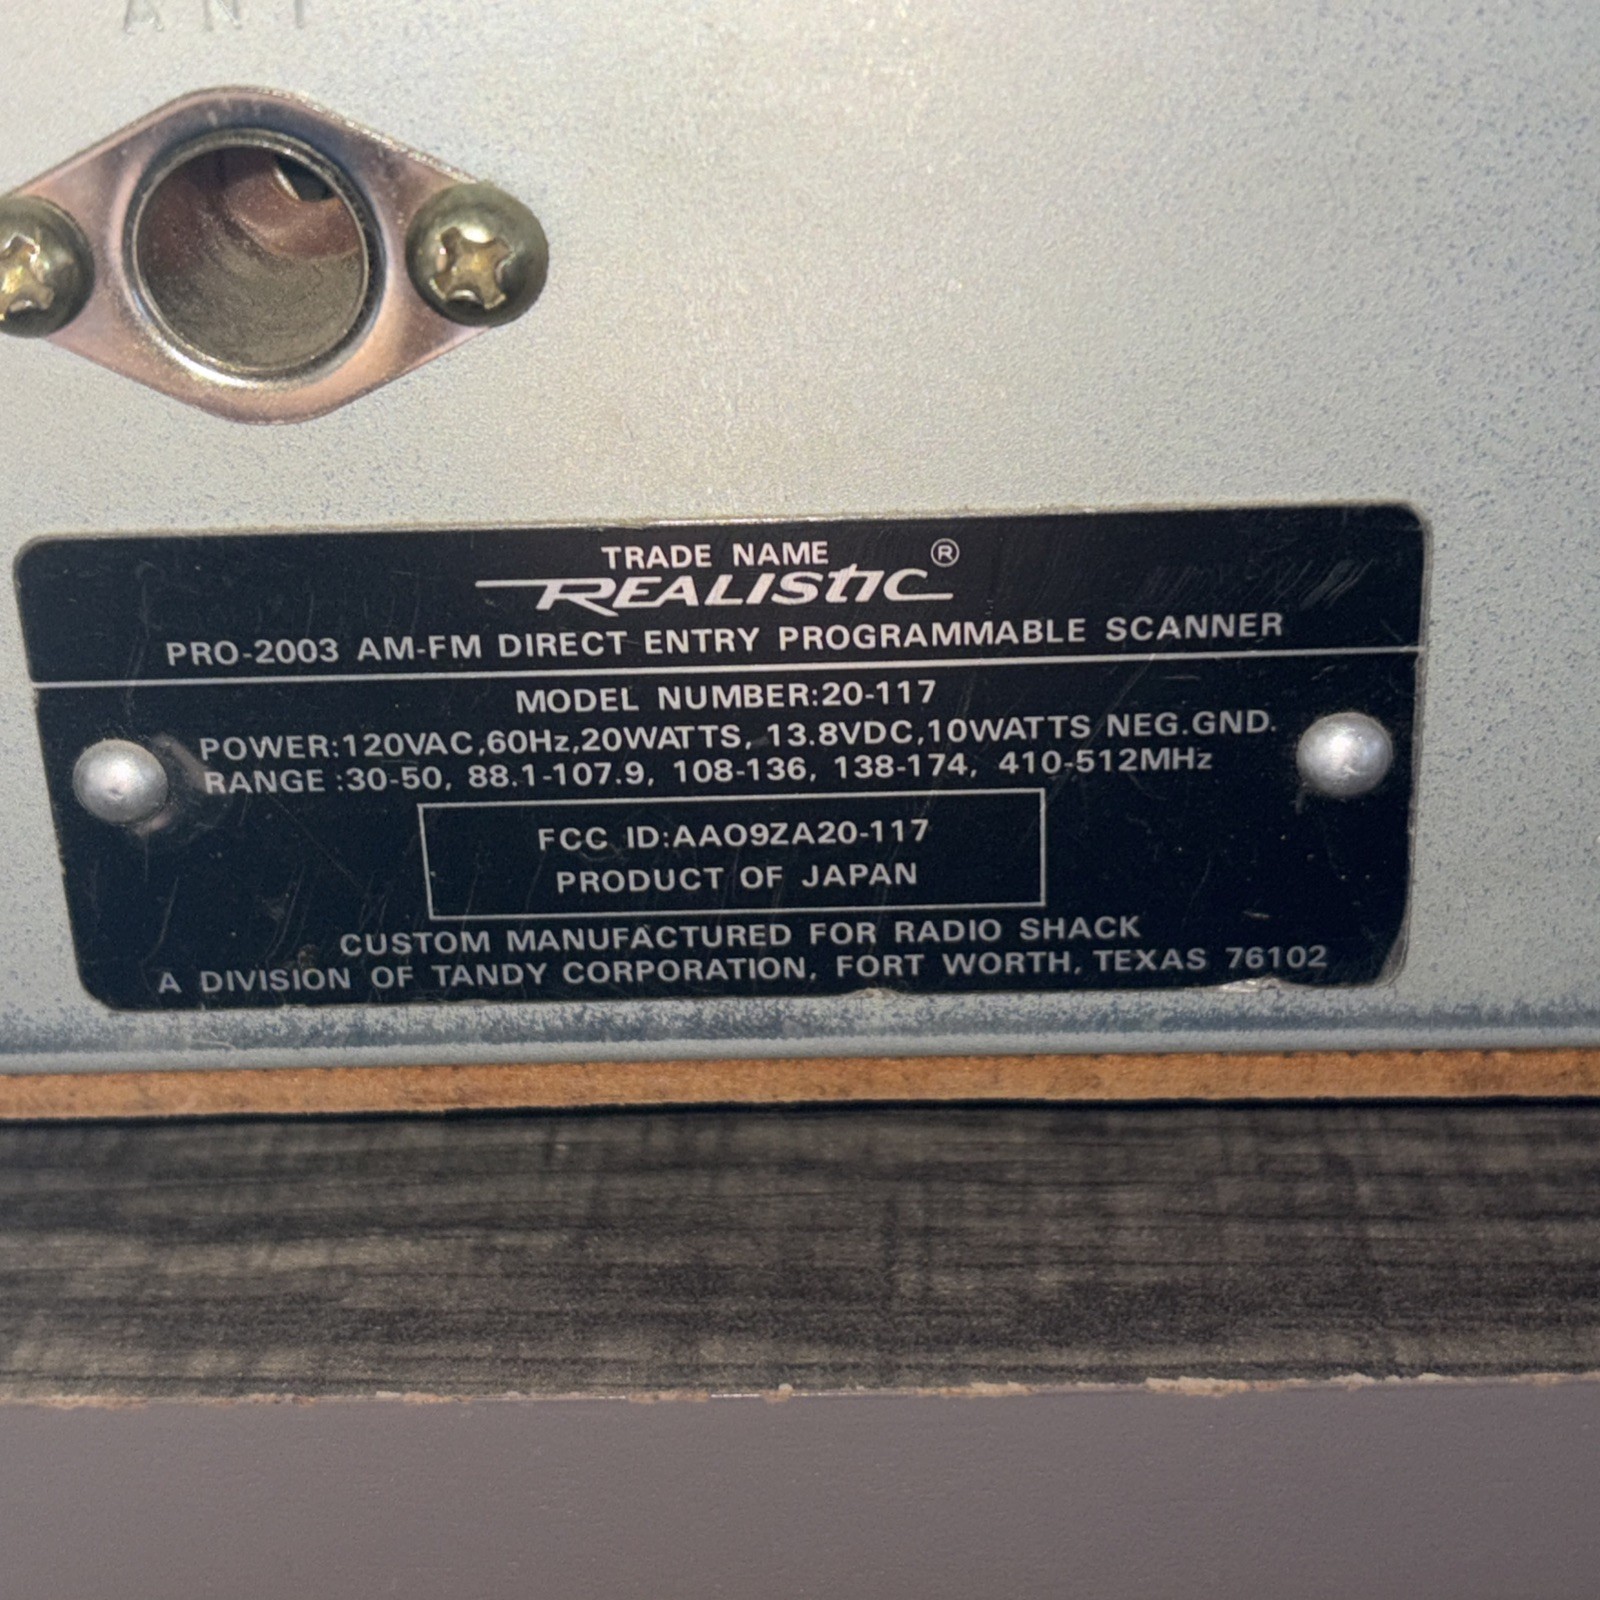 ANT
TRADE NAME
REALISTIC®
PRO-2003 AM-FM DIRECT ENTRY PROGRAMMABLE SCANNER
MODEL NUMBER:20-117
POWER:120VAC,60Hz,20WATTS, 13.8VDC,10WATTS NEG.GND.
RANGE :30-50, 88.1-107.9, 108-136, 138-174, 410-512MHz
FCC ID:AAO9ZA20-117
PRODUCT OF JAPAN
CUSTOM MANUFACTURED FOR RADIO SHACK
A DIVISION OF TANDY CORPORATION, FORT WORTH, TEXAS 76102